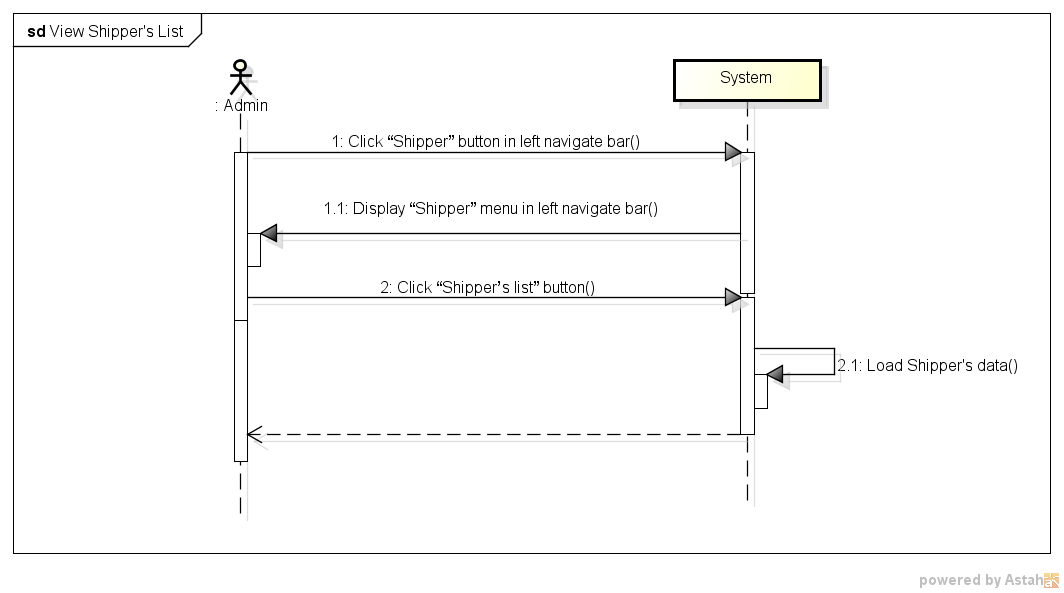 sd View Shipper's List
: Admin
System
1: Click “Shipper” button in left navigate bar()
1.1: Display “Shipper” menu in left navigate bar()
2: Click “Shipper’s list” button()
2.1: Load Shipper's data()
powered by Astah